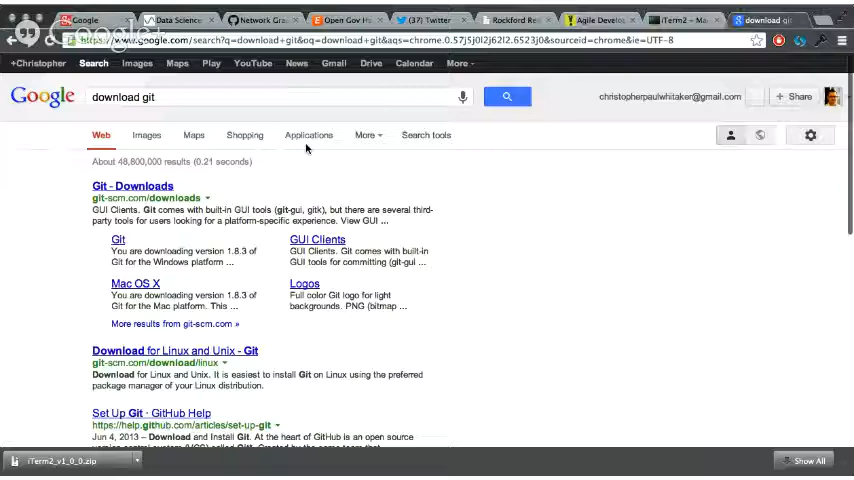 Google
Data Science
Network Gra
Open Gov Ha
(37) Twitter
Rockford Re
Agile Develo
iTerm2 – Ma
download git
Google+
https://www.google.com/search?q=download+git&oq=download+git&aqs=chrome.0.57j5j0l2j62l2.6523j0&sourceid=chrome&ie=UTF-8
+Christopher Search Images Maps Play YouTube News Gmail Drive Calendar More
Google
download git
christopherpaulwhitaker@gmail.com
+ Share
Web Images Maps Shopping Applications More Search tools
About 48,800,000 results (0.21 seconds)
Git - Downloads
git-scm.com/downloads
GUI Clients. Git comes with built-in GUI tools (git-gui, gitk), but there are several third-
party tools for users looking for a platform-specific experience. View GUI ...
Git
You are downloading version 1.8.3 of
Git for the Windows platform ...
GUI Clients
Git comes with built-in
GUI tools for committing (git-gui ...
Mac OS X
You are downloading version 1.8.3 of
Git for the Mac platform. This ...
Logos
Full color Git logo for light
backgrounds. PNG (bitmap ...
More results from git-scm.com »
Download for Linux and Unix - Git
git-scm.com/download/linux
Download for Linux and Unix. It is easiest to install Git on Linux using the preferred
package manager of your Linux distribution.
Set Up Git · GitHub Help
https://help.github.com/articles/set-up-git
Jun 4, 2013 – Download and Install Git. At the heart of GitHub is an open source
iTerm2_v1_0_0.zip
Show All